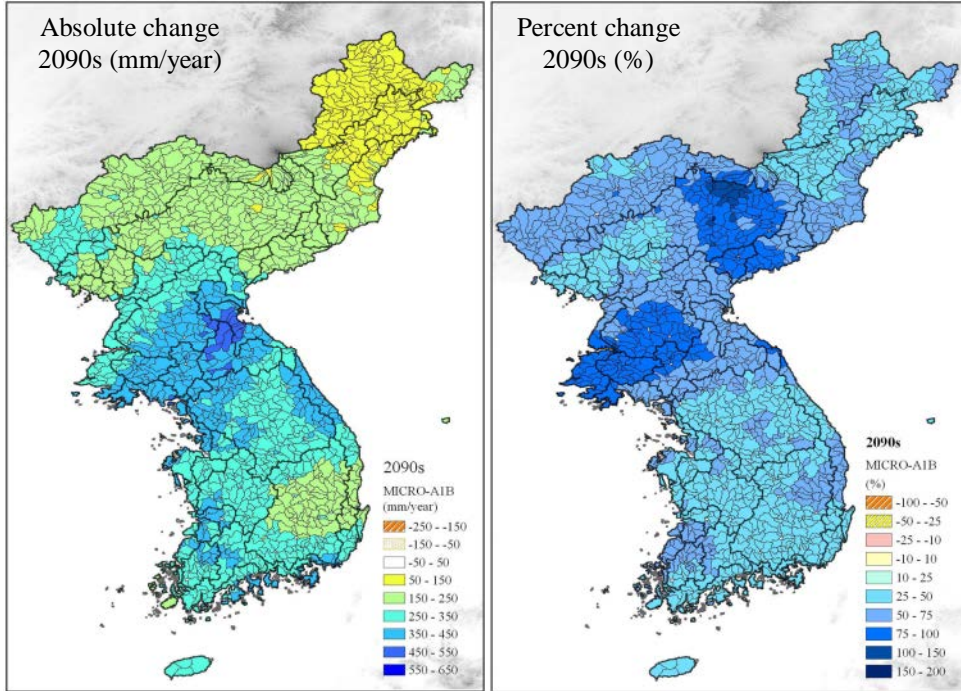 Absolute change
2090s (mm/year)
2090s
MICRO-A1B
(mm/year)
-250 - -150
-150 - -50
-50 - 50
50 - 150
150 - 250
250 - 350
350 - 450
450 - 550
550 - 650
Percent change
2090s (%)
2090s
MICRO-A1B
(%)
-100 - -50
-50 - -25
-25 - -10
-10 - 10
10 - 25
25 - 50
50 - 75
75 - 100
100 - 150
150 - 200